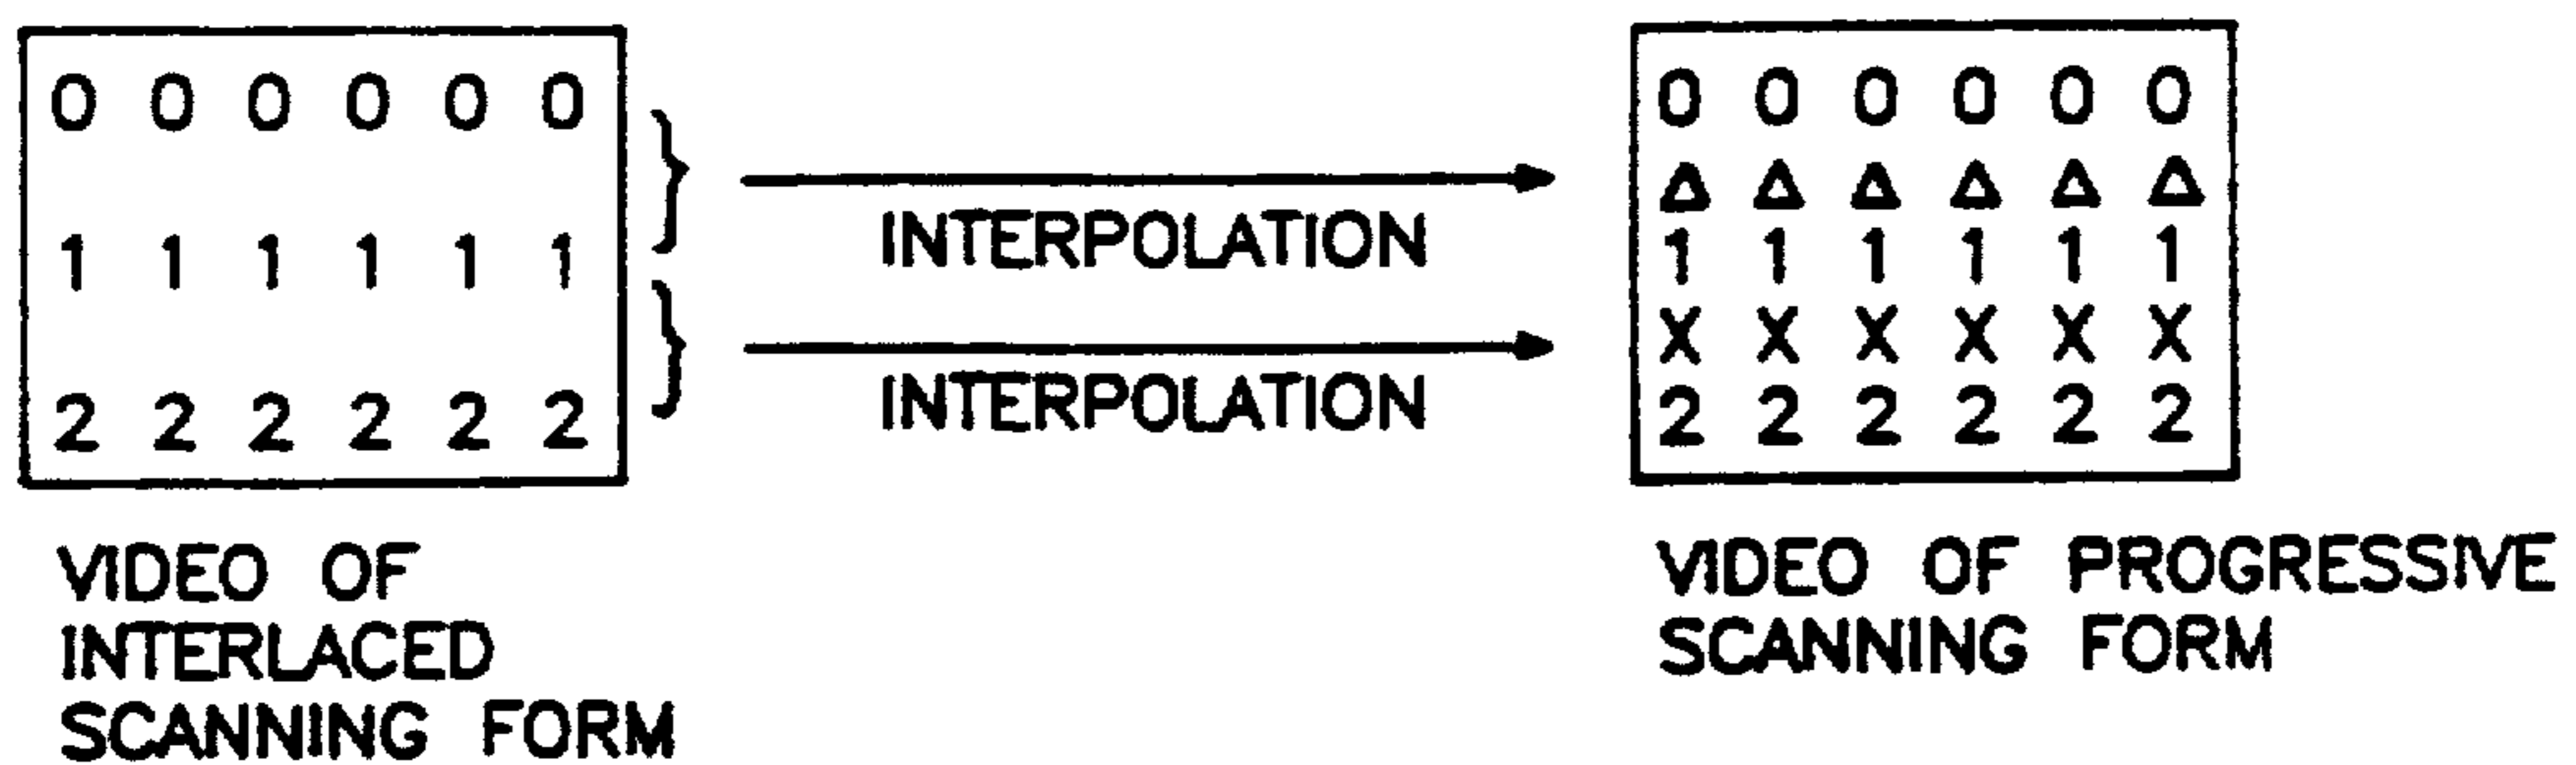 0 0 0 0 0 0
1 1 1 1 1 1
2 2 2 2 2 2
INTERPOLATION
INTERPOLATION
0 0 0 0 0 0
Δ Δ Δ Δ Δ Δ
1 1 1 1 1 1
X X X X X X
2 2 2 2 2 2
VIDEO OF
INTERLACED
SCANNING FORM
VIDEO OF PROGRESSIVE
SCANNING FORM